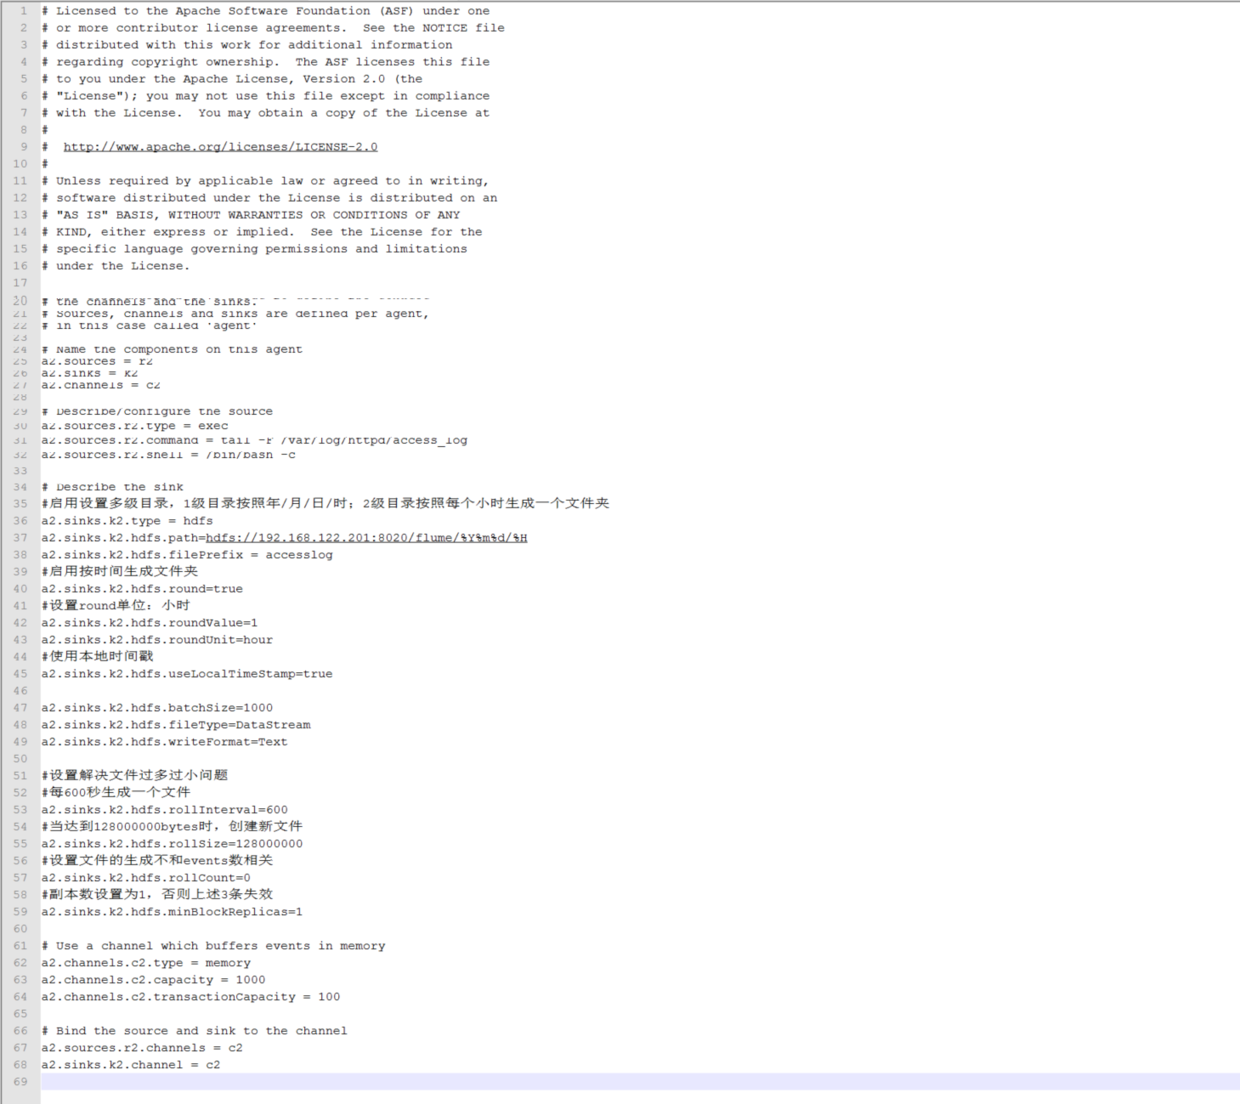 1 # Licensed to the Apache Software Foundation (ASF) under one
2 # or more contributor license agreements.  See the NOTICE file
3 # distributed with this work for additional information
4 # regarding copyright ownership.  The ASF licenses this file
5 # to you under the Apache License, Version 2.0 (the
6 # "License"); you may not use this file except in compliance
7 # with the License.  You may obtain a copy of the License at
8 #
9 #  http://www.apache.org/licenses/LICENSE-2.0
10 #
11 # Unless required by applicable law or agreed to in writing,
12 # software distributed under the License is distributed on an
13 # "AS IS" BASIS, WITHOUT WARRANTIES OR CONDITIONS OF ANY
14 # KIND, either express or implied.  See the License for the
15 # specific language governing permissions and limitations
16 # under the License.
17
20 # the channels and the sinks.
21 # Sources, channels and sinks are defined per agent,
22 # in this case called 'agent'
23
24 # Name the components on this agent
25 a2.sources = r2
26 a2.sinks = k2
27 a2.channels = c2
28
29 # Describe/configure the source
30 a2.sources.r2.type = exec
31 a2.sources.r2.command = tail -F /var/log/httpd/access_log
32 a2.sources.r2.shell = /bin/bash -c
33
34 # Describe the sink
35 #启用设置多级目录，1级目录按照年/月/日/时；2级目录按照每个小时生成一个文件夹
36 a2.sinks.k2.type = hdfs
37 a2.sinks.k2.hdfs.path=hdfs://192.168.122.201:8020/flume/%Y%m%d/%H
38 a2.sinks.k2.hdfs.filePrefix = accesslog
39 #启用按时间生成文件夹
40 a2.sinks.k2.hdfs.round=true
41 #设置round单位：小时
42 a2.sinks.k2.hdfs.roundValue=1
43 a2.sinks.k2.hdfs.roundUnit=hour
44 #使用本地时间戳
45 a2.sinks.k2.hdfs.useLocalTimeStamp=true
46
47 a2.sinks.k2.hdfs.batchSize=1000
48 a2.sinks.k2.hdfs.fileType=DataStream
49 a2.sinks.k2.hdfs.writeFormat=Text
50
51 #设置解决文件过多过小问题
52 #每600秒生成一个文件
53 a2.sinks.k2.hdfs.rollInterval=600
54 #当达到128000000bytes时，创建新文件
55 a2.sinks.k2.hdfs.rollSize=128000000
56 #设置文件的生成不和events数相关
57 a2.sinks.k2.hdfs.rollCount=0
58 #副本数设置为1，否则上述3条失效
59 a2.sinks.k2.hdfs.minBlockReplicas=1
60
61 # Use a channel which buffers events in memory
62 a2.channels.c2.type = memory
63 a2.channels.c2.capacity = 1000
64 a2.channels.c2.transactionCapacity = 100
65
66 # Bind the source and sink to the channel
67 a2.sources.r2.channels = c2
68 a2.sinks.k2.channel = c2
69